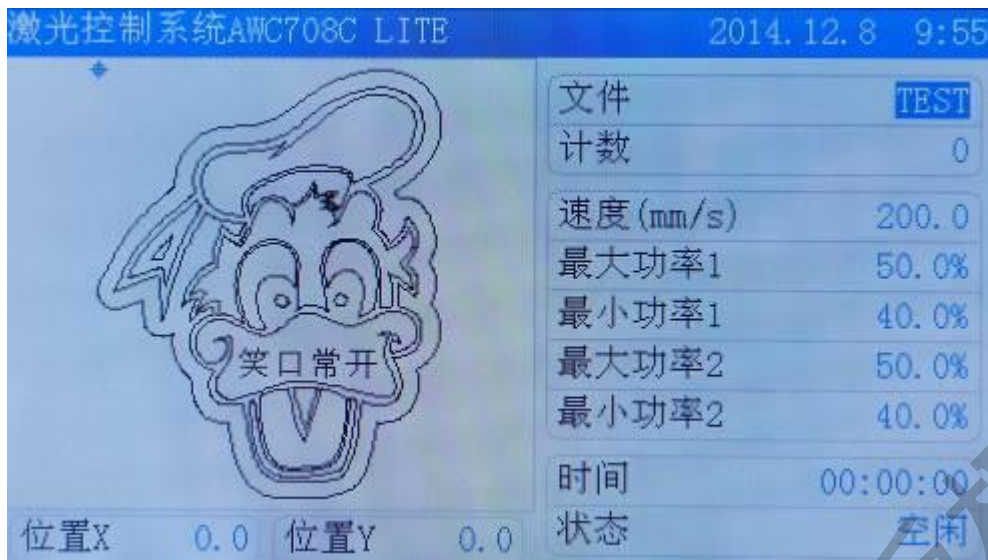 激光控制系统AWC708C LITE 2014.12.8 9:55
文件 TEST
计数 0
速度(mm/s) 200.0
最大功率1 50.0%
最小功率1 40.0%
最大功率2 50.0%
最小功率2 40.0%
笑口常开
时间 00:00:00
状态 空闲
位置X 0.0 位置Y 0.0